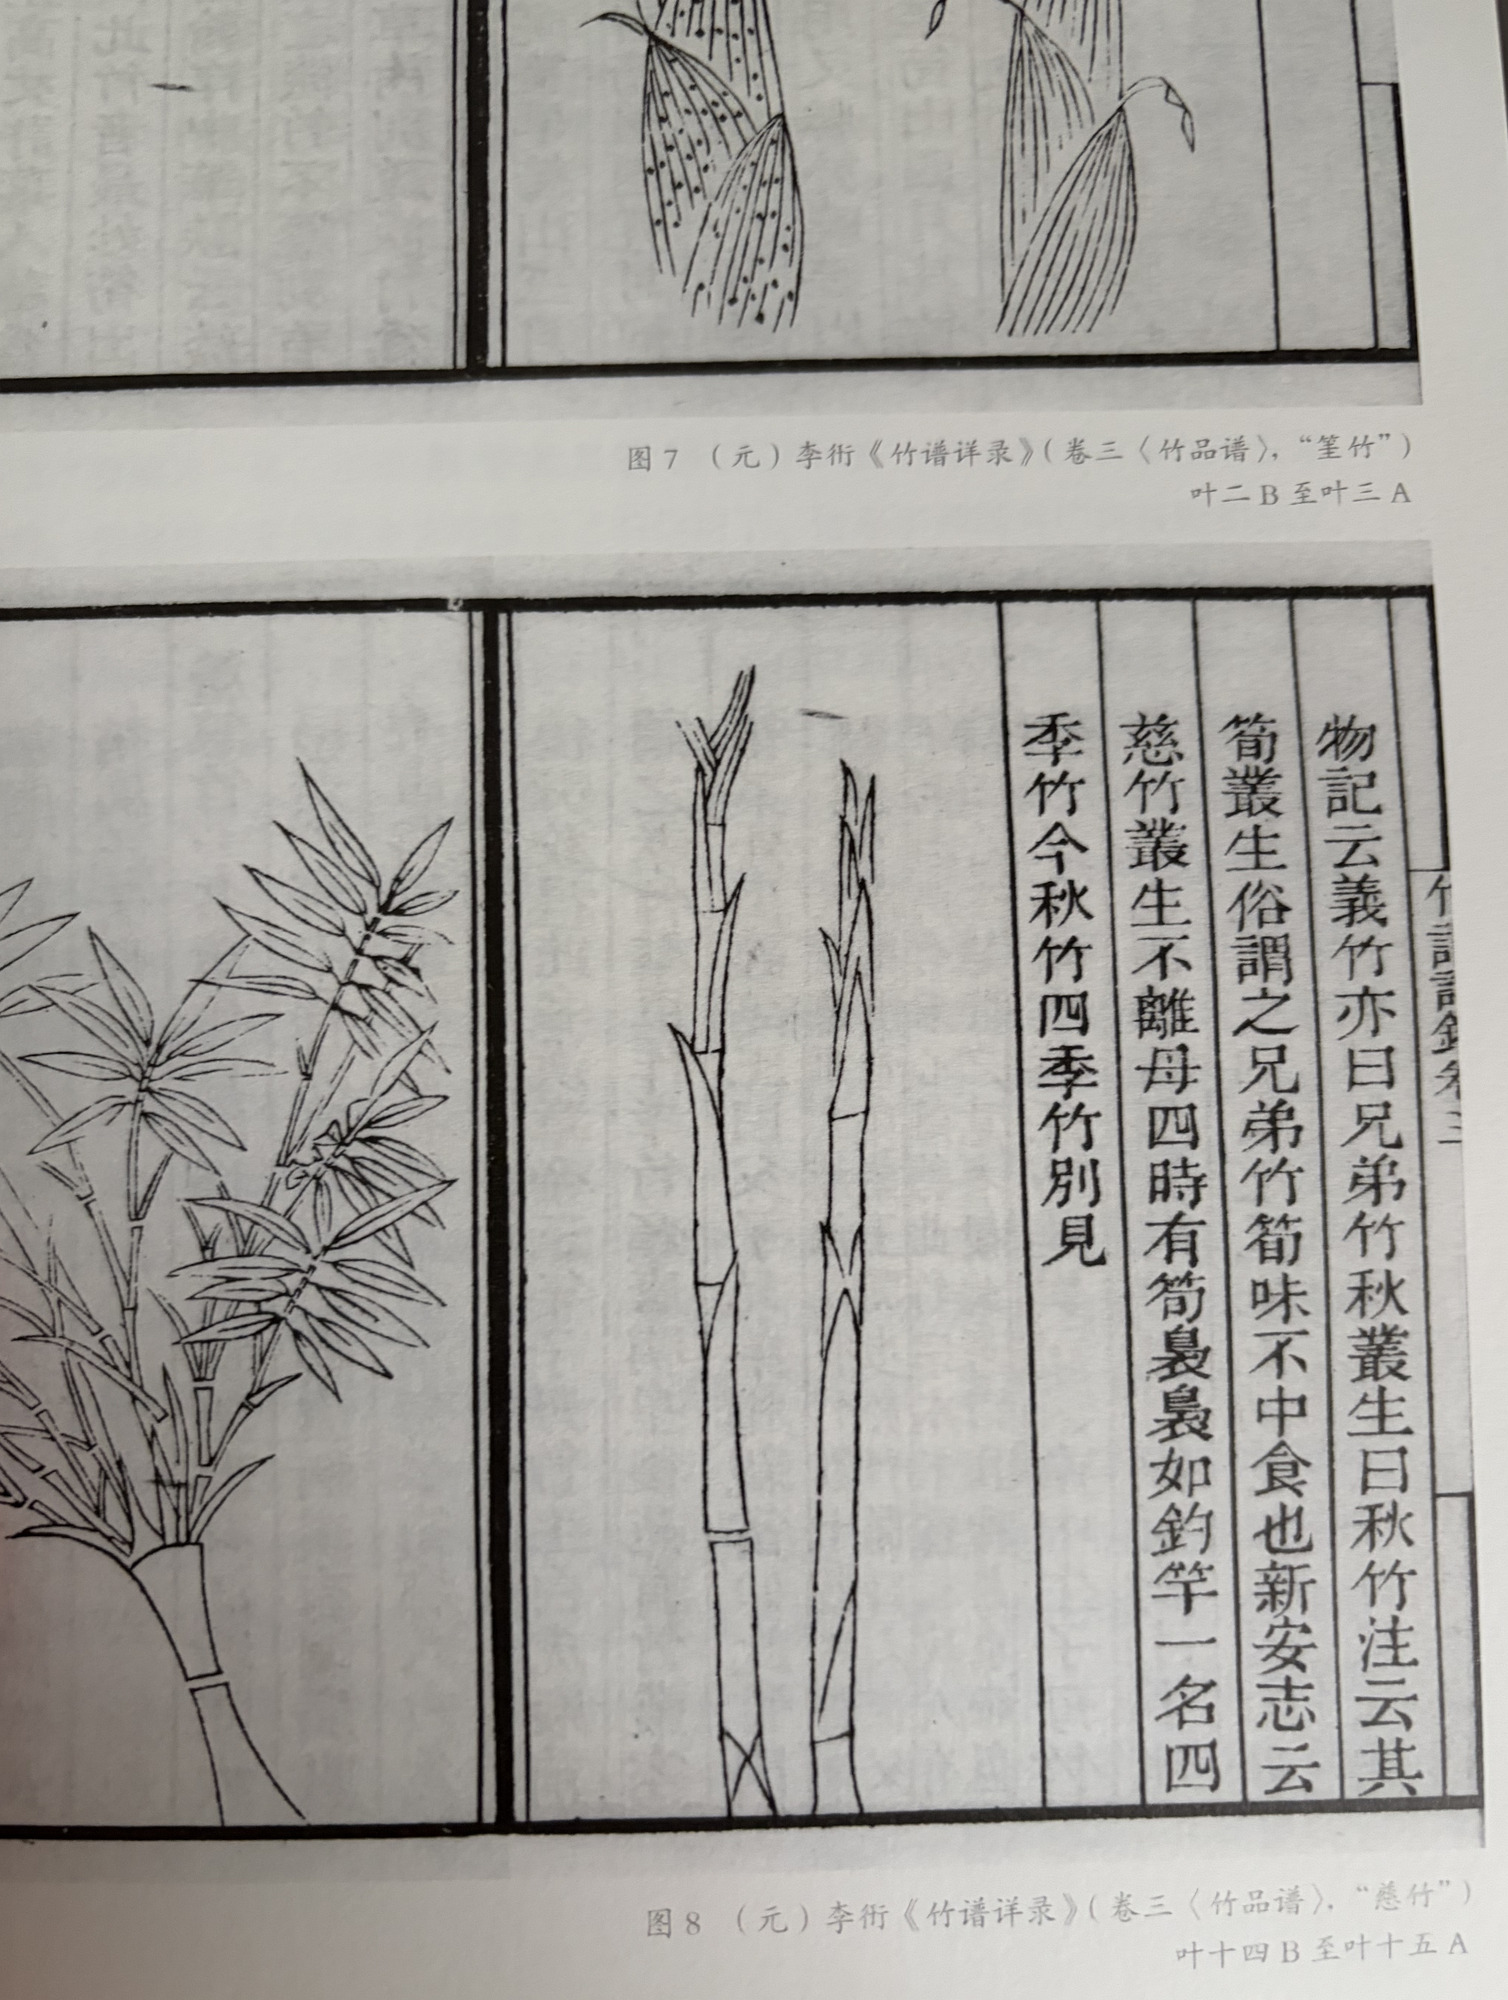 图7 （元）李衎《竹谱详录》（卷三〈竹品谱〉，“篁竹”）
叶二B至叶三A
物記云義竹亦曰兄弟竹秋叢生曰秋竹注云其
筍叢生俗謂之兄弟竹筍味不中食也新安志云
慈竹叢生不離母四時有筍裊裊如釣竿一名四
季竹今秋竹四季竹別見
图8 （元）李衎《竹谱详录》（卷三〈竹品谱〉，“慈竹”）
叶十四B至叶十五A